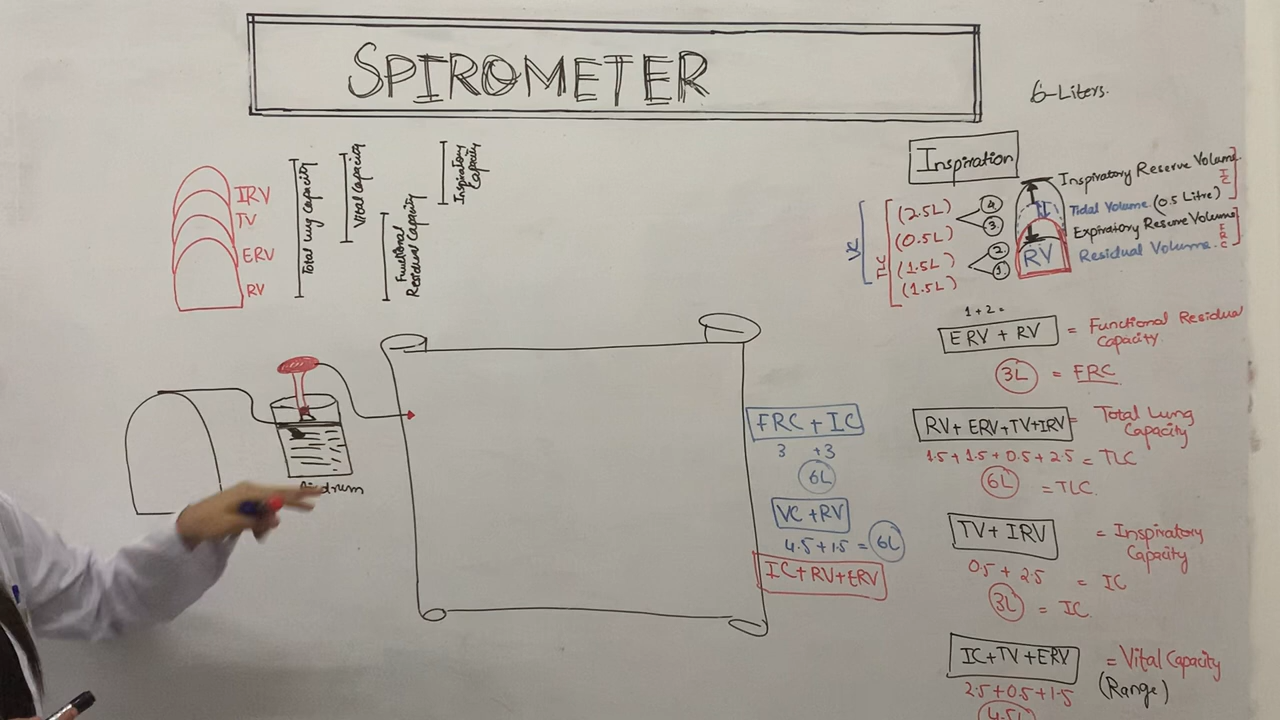 SPIROMETER
6-Liters.
IRV
TV
ERV
RV
Total lung Capacity
Vital Capacity
Functional
Residual Capacity
Inspiratory
Capacity
Inspiration
Inspiratory Reserve Volume
Tidal Volume (0.5 Litre)
Expiratory Reserve Volume
Residual Volume.
IC
FRC
VC
TLC
(2.5L)
(0.5L)
(1.5L)
(1.5L)
4
3
2
1
RV
1+2=
ERV + RV = Functional Residual
Capacity.
3L = FRC
RV + ERV + TV + IRV = Total Lung
Capacity
1.5 + 1.5 + 0.5 + 2.5 = TLC
6L = TLC.
TV + IRV = Inspiratory
Capacity
0.5 + 2.5 = IC
3L = IC.
IC + TV + ERV = Vital Capacity
(Range)
2.5 + 0.5 + 1.5
4.5L
FRC + IC
3 +3
6L
VC + RV
4.5 + 1.5 = 6L
IC + RV + ERV